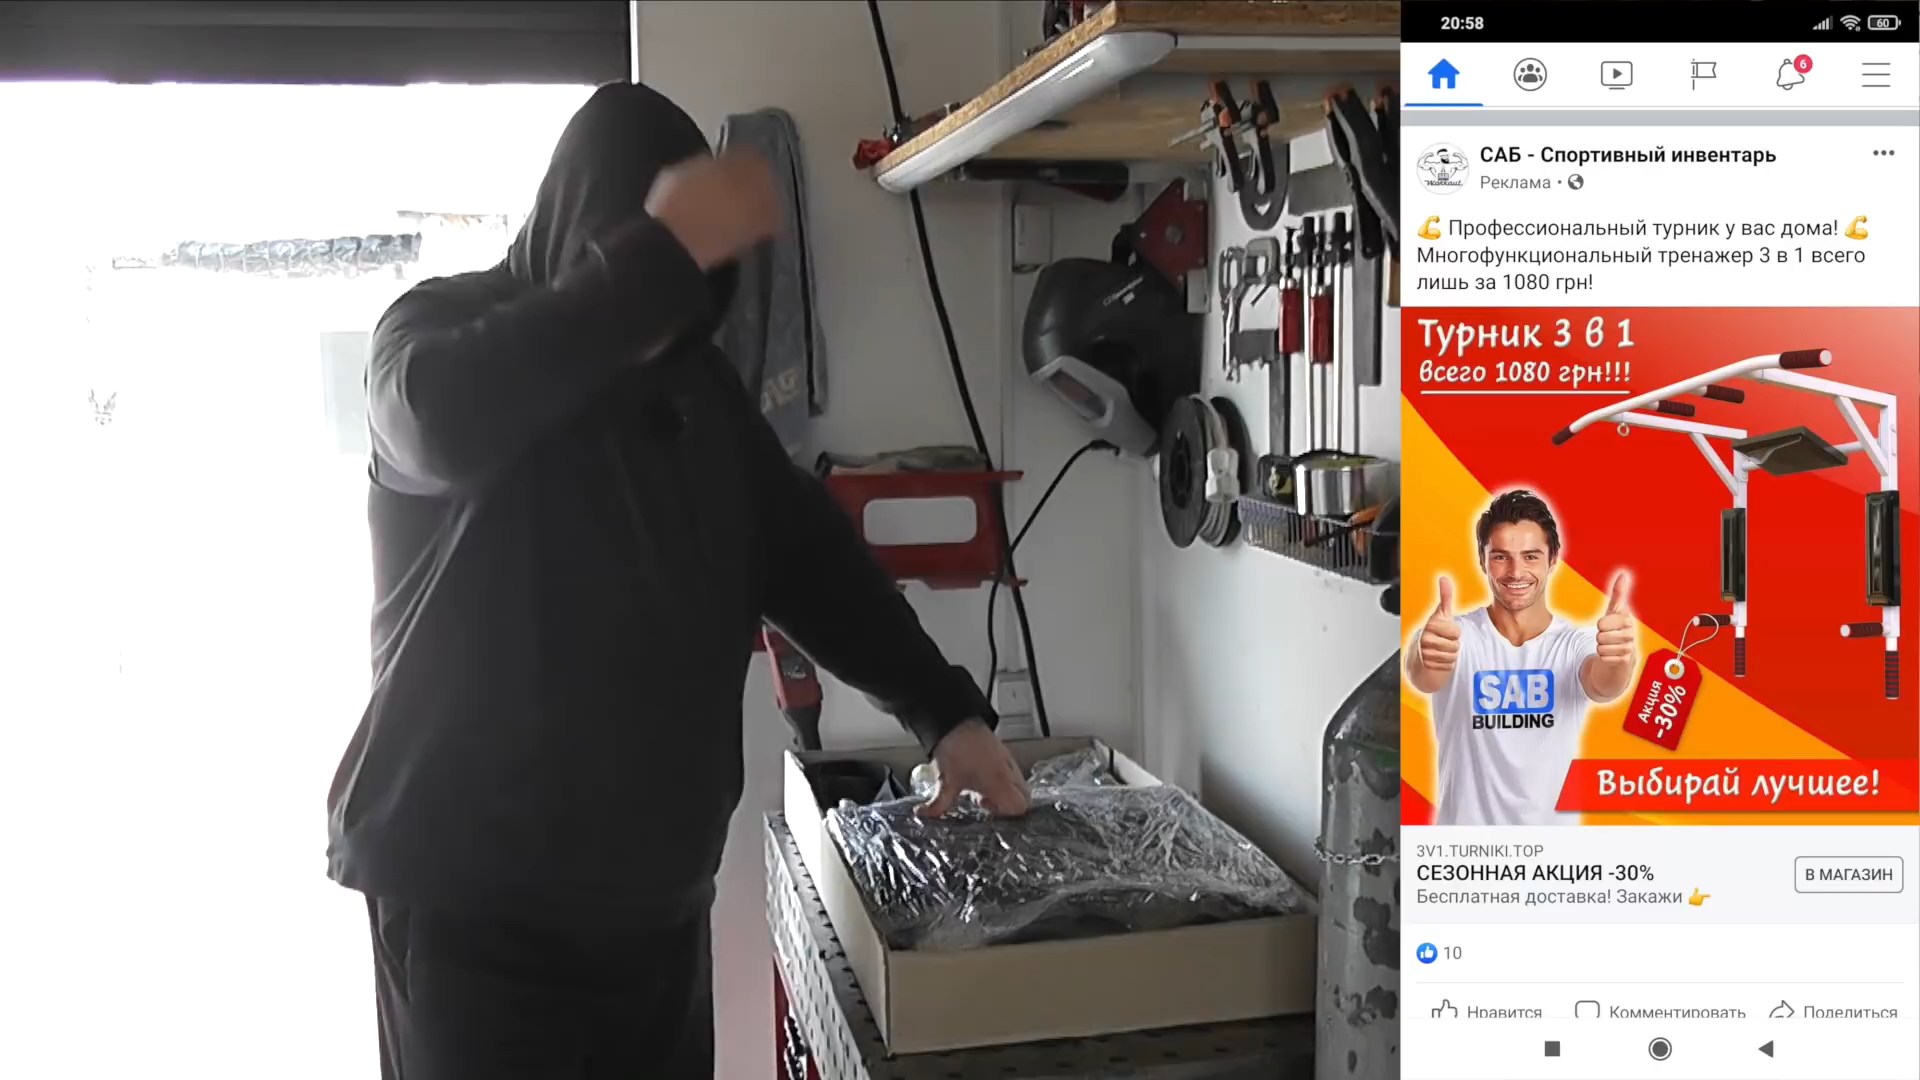 20:58
60
6
САБ - Спортивный инвентарь
Реклама
💪 Профессиональный турник у вас дома! 💪
Многофункциональный тренажер 3 в 1 всего
лишь за 1080 грн!
Турник 3 в 1
всего 1080 грн!!!
SAB
BUILDING
Акция
-30%
Выбирай лучшее!
3V1.TURNIKI.TOP
СЕЗОННАЯ АКЦИЯ -30%
Бесплатная доставка! Закажи 👉
В МАГАЗИН
10
Нравится
Комментировать
Поделиться